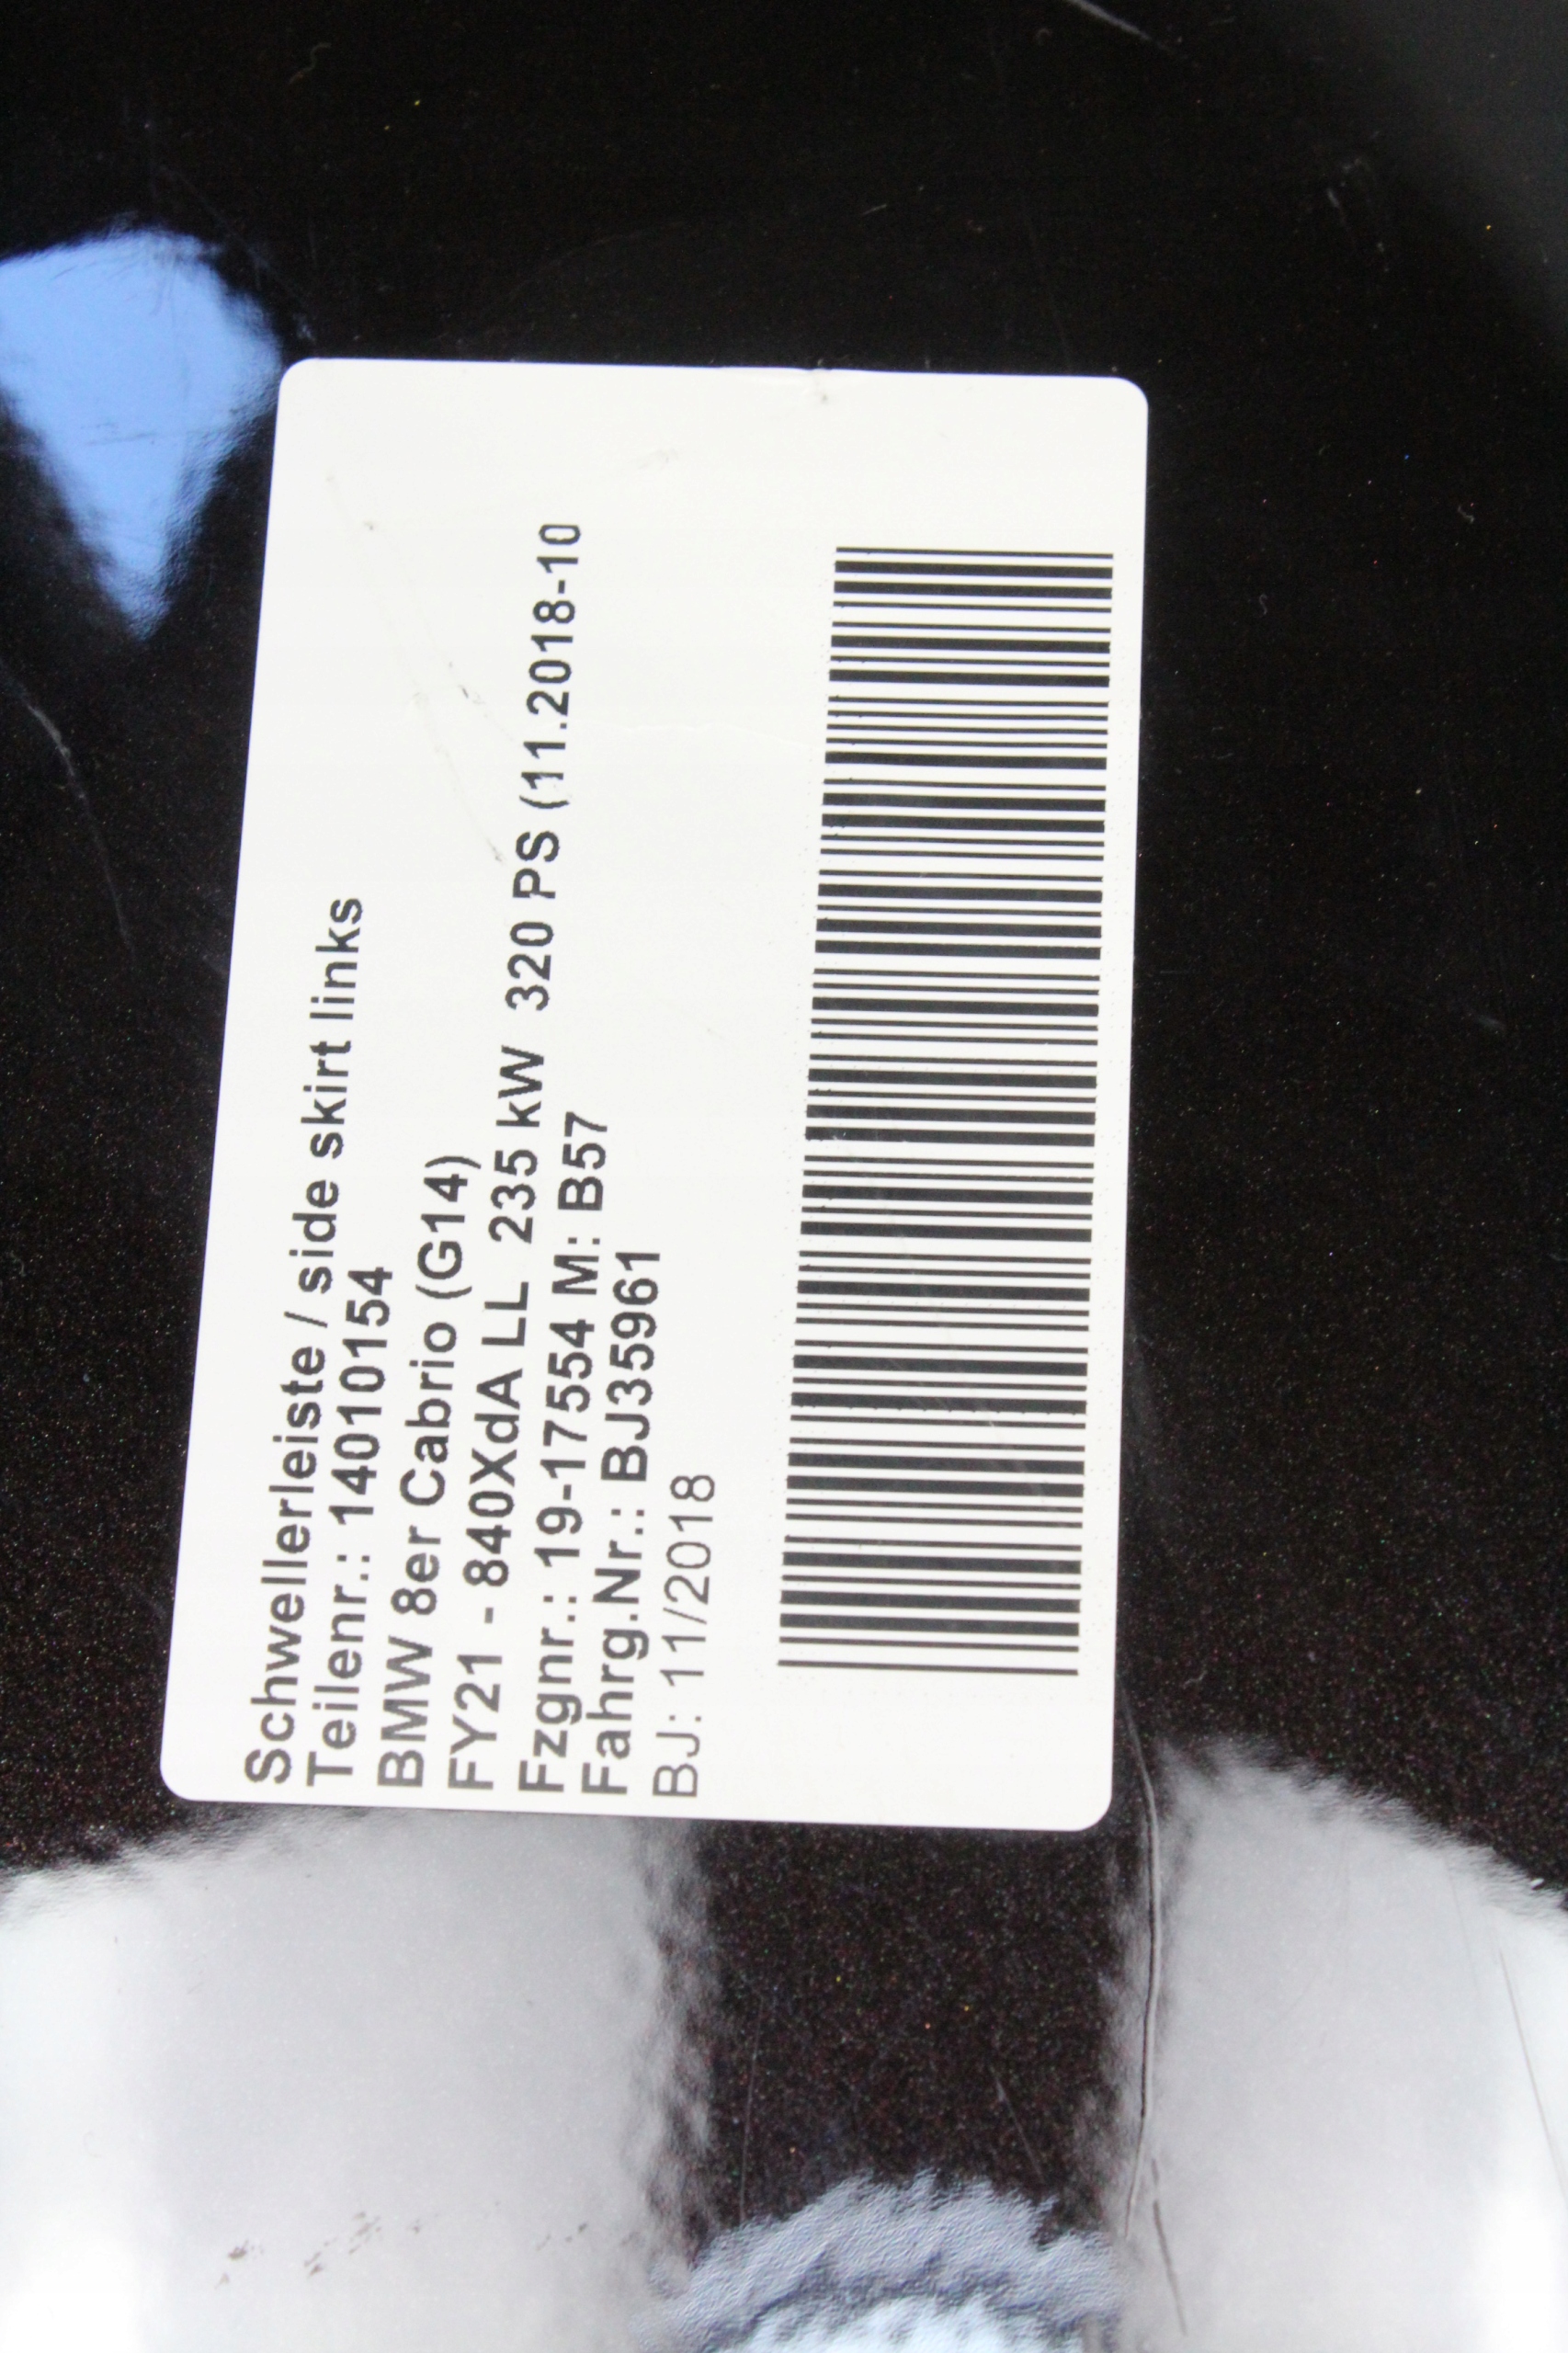 Schwellerleiste / side skirt links
Teilenr.: 14010154
BMW 8er Cabrio (G14)
FY21 - 840XdA LL 235 kW 320 PS (11.2018-10
Fzgnr.: 19-17554 M: B57
Fahrg.Nr.: BJ35961
BJ: 11/2018